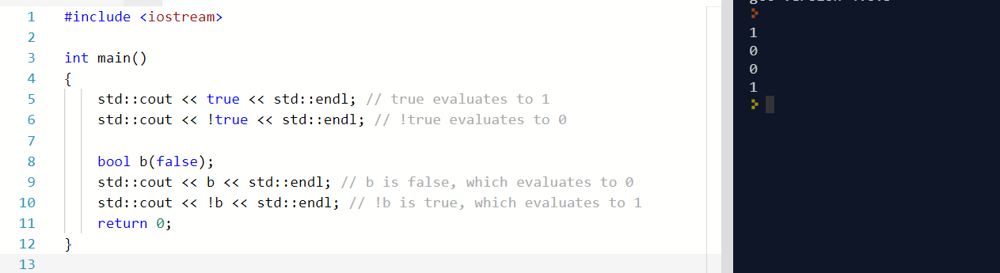 1 #include <iostream>
2
3 int main()
4 {
5 std::cout << true << std::endl; // true evaluates to 1
6 std::cout << !true << std::endl; // !true evaluates to 0
7
8 bool b(false);
9 std::cout << b << std::endl; // b is false, which evaluates to 0
10 std::cout << !b << std::endl; // !b is true, which evaluates to 1
11 return 0;
12 }
13
1
0
0
1